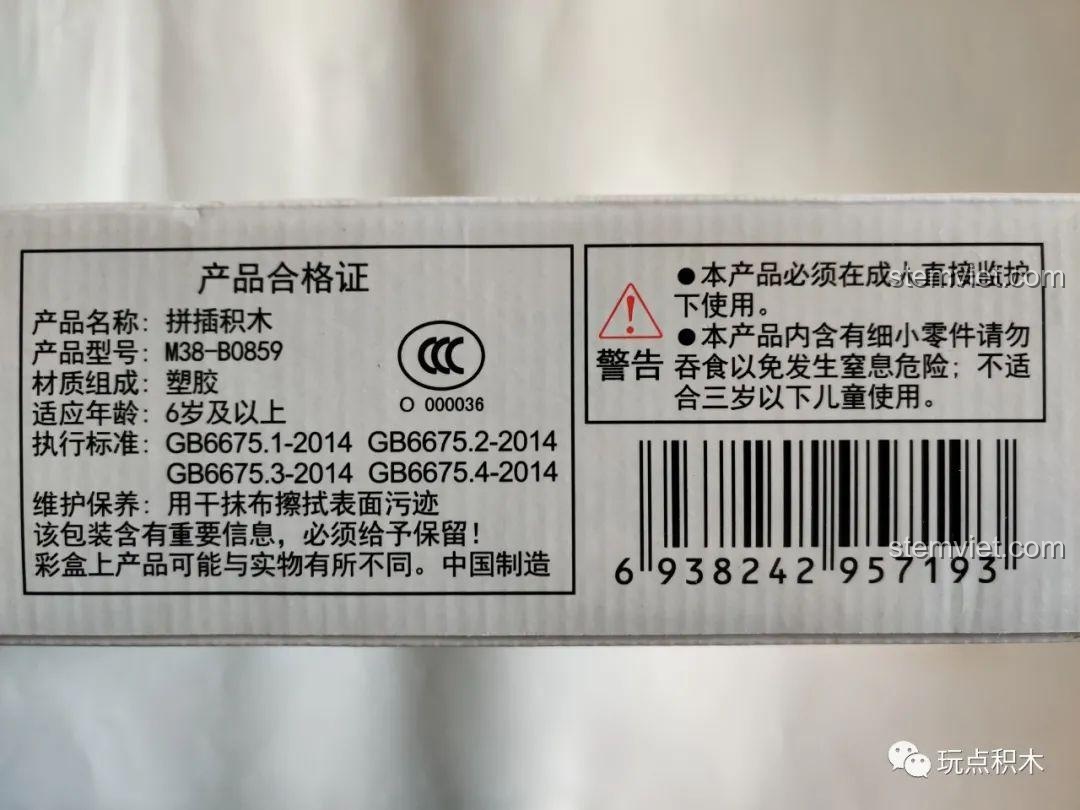 产品合格证
产品名称：拼插积木
产品型号：M38-B0859
材质组成：塑胶
适应年龄：6岁及以上
执行标准：GB6675.1-2014 GB6675.2-2014
GB6675.3-2014 GB6675.4-2014
维护保养：用干抹布擦拭表面污迹
该包装含有重要信息，必须给予保留！
彩盒上产品可能与实物有所不同。中国制造
CCC
O 000036
警告
●本产品必须在成人直接监护
下使用。
●本产品内含有细小零件请勿
吞食以免发生窒息危险；不适
合三岁以下儿童使用。
6 938242 957193
stemviet.com
stemviet.com
玩点积木